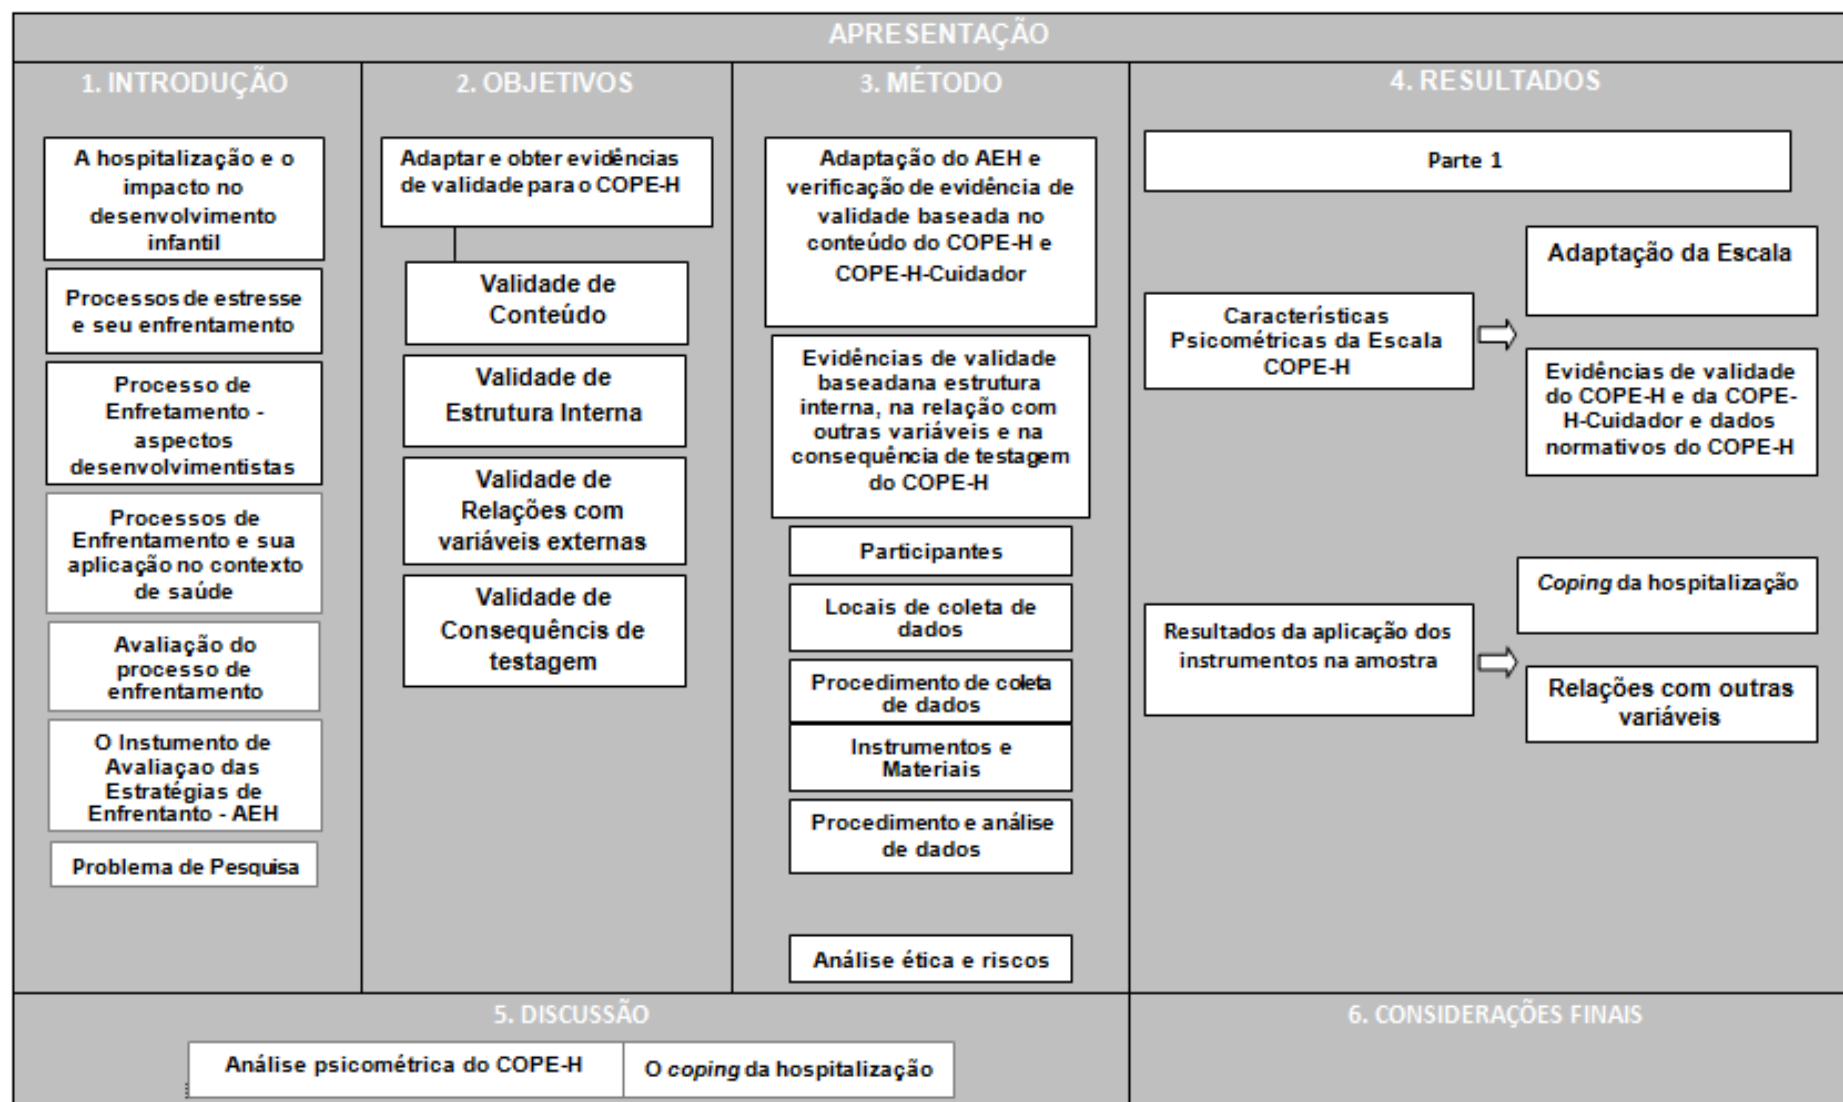 APRESENTAÇÃO
1. INTRODUÇÃO
A hospitalização e o
impacto no
desenvolvimento
infantil
Processos de estresse
e seu enfrentamento
Processo de
Enfretamento -
aspectos
desenvolvimentistas
Processos de
Enfrentamento e sua
aplicação no contexto
de saúde
Avaliação do
processo de
enfrentamento
O Instumento de
Avaliaçao das
Estratégias de
Enfrentanto - AEH
Problema de Pesquisa
2. OBJETIVOS
Adaptar e obter evidências
de validade para o COPE-H
Validade de
Conteúdo
Validade de
Estrutura Interna
Validade de
Relações com
variáveis externas
Validade de
Consequêncis de
testagem
3. MÉTODO
Adaptação do AEH e
verificação de evidência de
validade baseada no
conteúdo do COPE-H e
COPE-H-Cuidador
Evidências de validade
baseadana estrutura
interna, na relação com
outras variáveis e na
consequência de testagem
do COPE-H
Participantes
Locais de coleta de
dados
Procedimento de coleta
de dados
Instrumentos e
Materiais
Procedimento e análise
de dados
Análise ética e riscos
4. RESULTADOS
Parte 1
Características
Psicométricas da Escala
COPE-H
Adaptação da Escala
Evidências de validade
do COPE-H e da COPE-
H-Cuidador e dados
normativos do COPE-H
Resultados da aplicação dos
instrumentos na amostra
Coping da hospitalização
Relações com outras
variáveis
5. DISCUSSÃO
Análise psicométrica do COPE-H
O coping da hospitalização
6. CONSIDERAÇÕES FINAIS